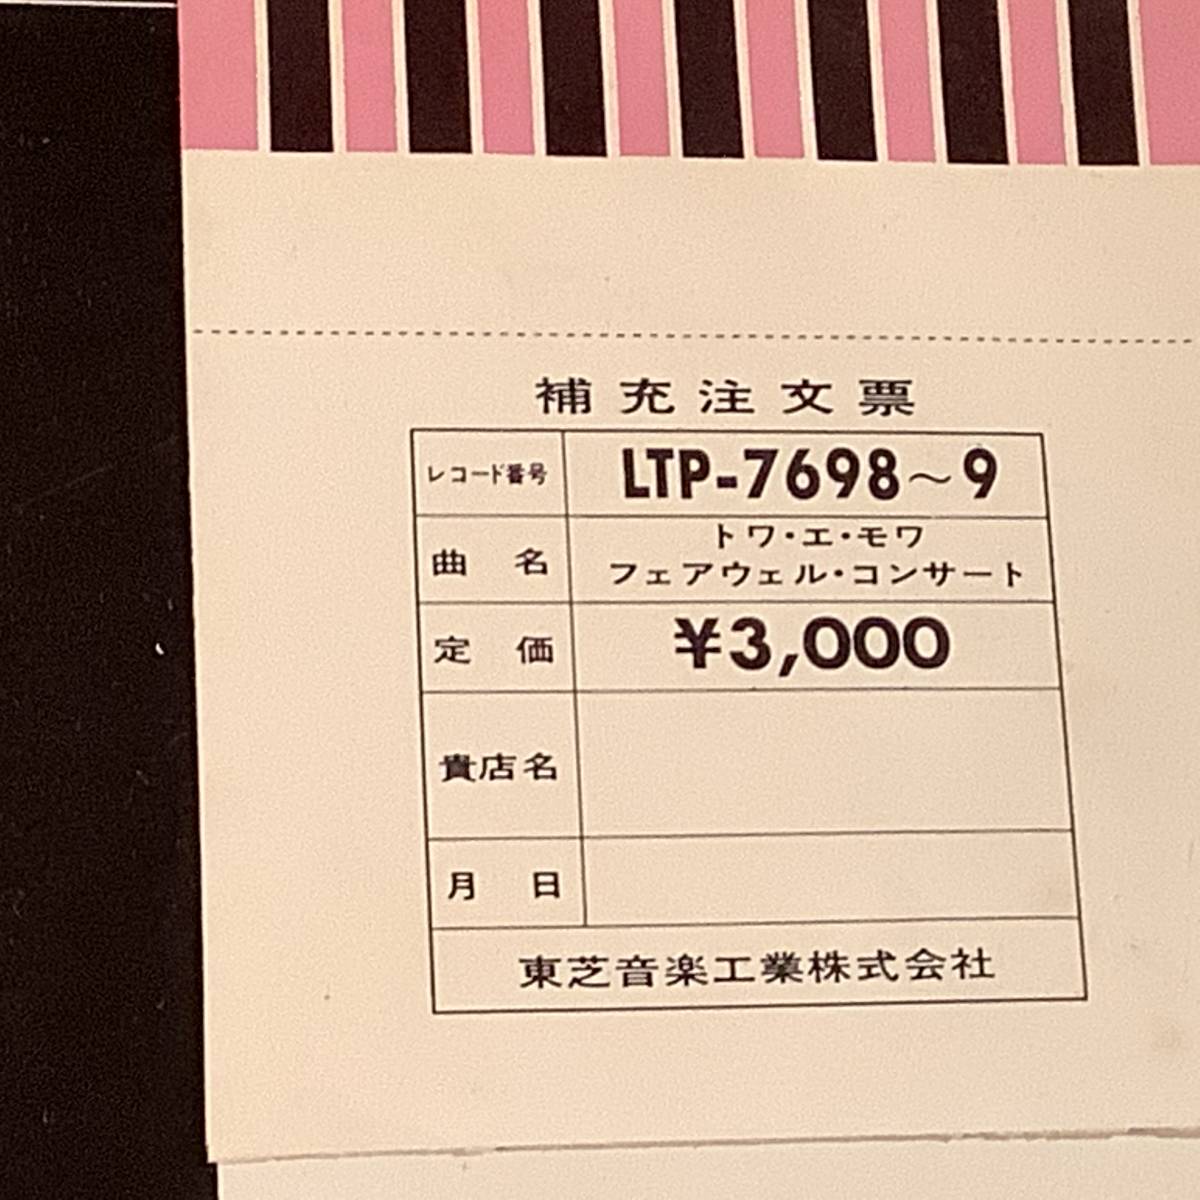 補充注文票
レコード番号 LTP-7698～9
曲名 トワ・エ・モワ
フェアウェル・コンサート
定価 ¥3,000
貴店名
月日
東芝音楽工業株式会社